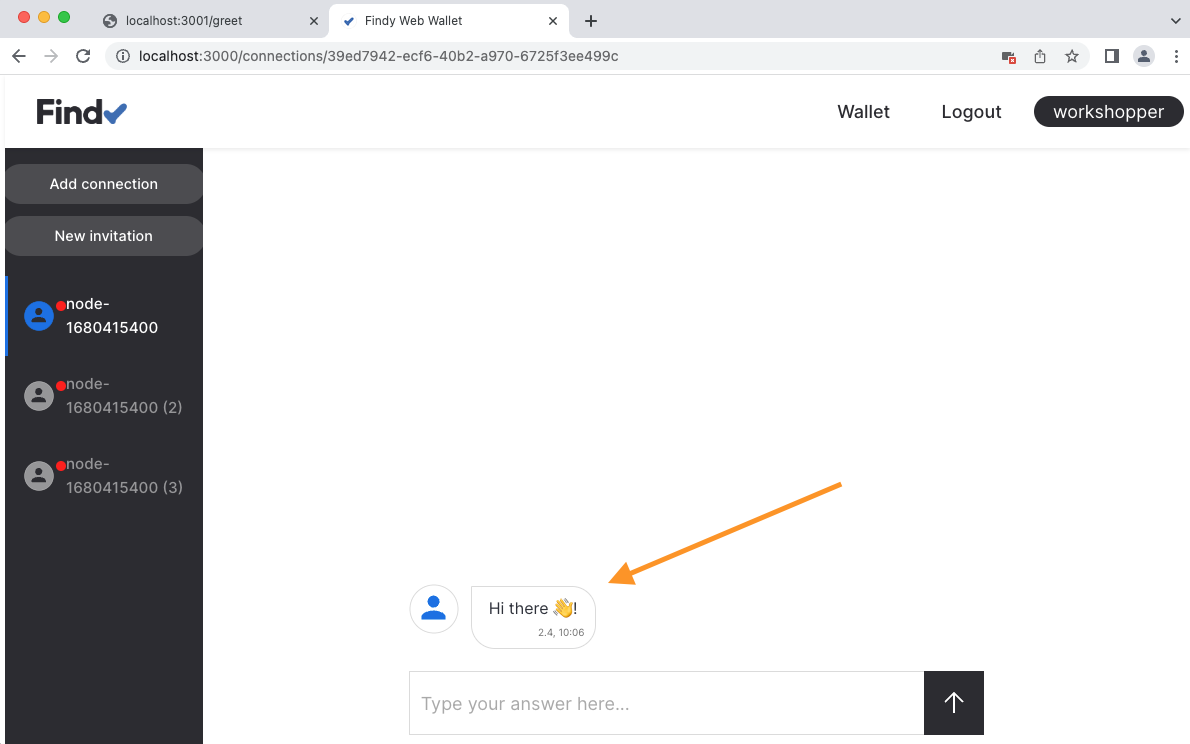 localhost:3001/greet
Findy Web Wallet
localhost:3000/connections/39ed7942-ecf6-40b2-a970-6725f3ee499c
Find
Wallet
Logout
workshopper
Add connection
New invitation
node-
1680415400
node-
1680415400 (2)
node-
1680415400 (3)
Hi there 👋!
2.4, 10:06
Type your answer here...